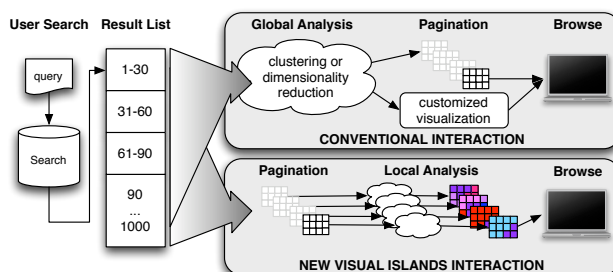 User Search
Result List
Global Analysis
Pagination
Browse
query
Search
1-30
31-60
61-90
90
...
1000
clustering or
dimensionality
reduction
customized
visualization
CONVENTIONAL INTERACTION
Pagination
Local Analysis
Browse
NEW VISUAL ISLANDS INTERACTION